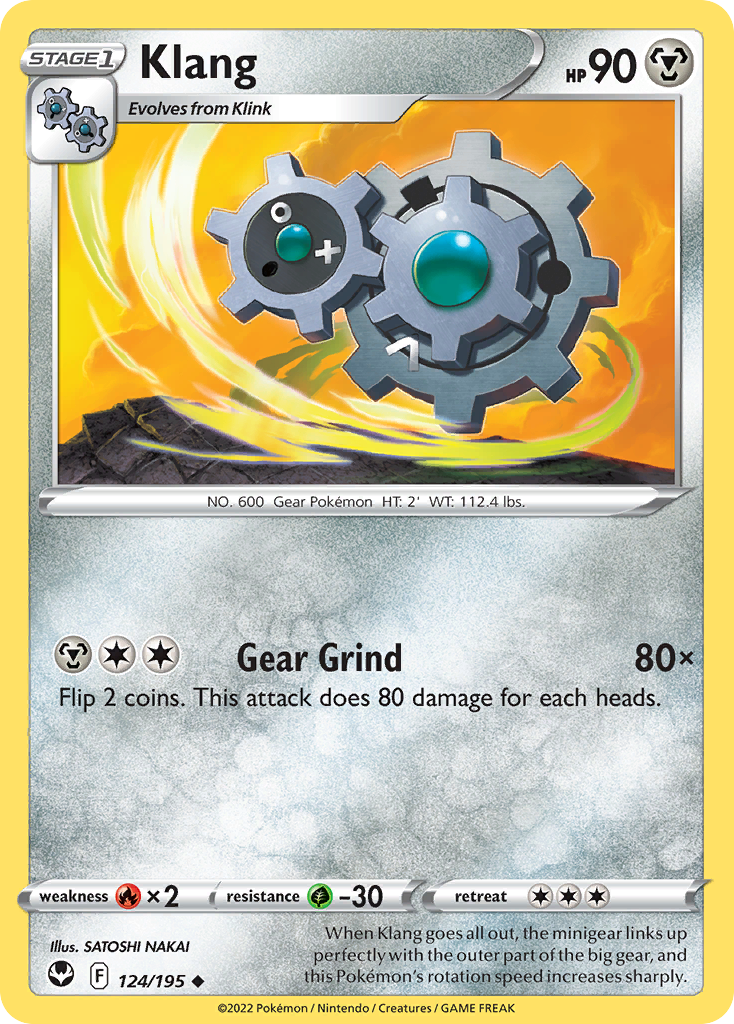 STAGE1
Klang
HP 90
Evolves from Klink
NO. 600 Gear Pokémon HT: 2' WT: 112.4 lbs.
Gear Grind 80×
Flip 2 coins. This attack does 80 damage for each heads.
weakness ×2 resistance -30 retreat
Illus. SATOSHI NAKAI
F 124/195
When Klang goes all out, the minigear links up
perfectly with the outer part of the big gear, and
this Pokémon's rotation speed increases sharply.
©2022 Pokémon / Nintendo / Creatures / GAME FREAK